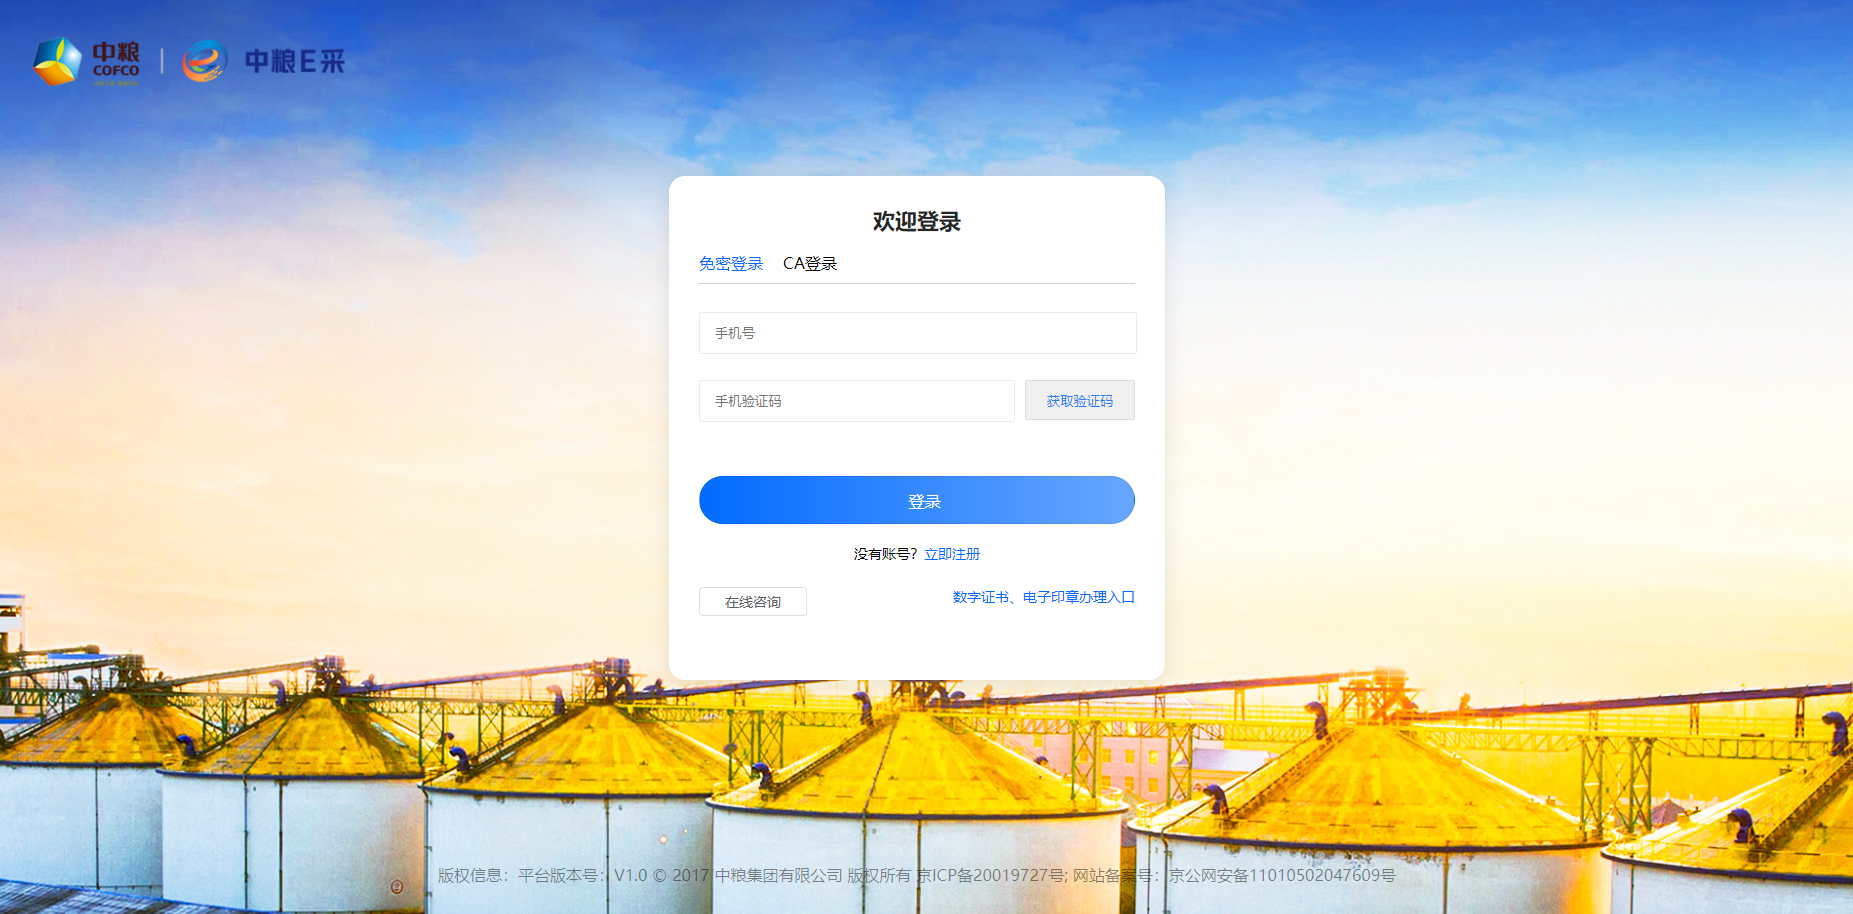 中粮
COFCO
中粮E采
欢迎登录
免密登录 CA登录
手机号
手机验证码 获取验证码
登录
没有账号? 立即注册
在线咨询 数字证书、电子印章办理入口
版权信息：平台版本号：V1.0 © 2017 中粮集团有限公司 版权所有 京ICP备20019727号; 网站备案号：京公网安备11010502047609号